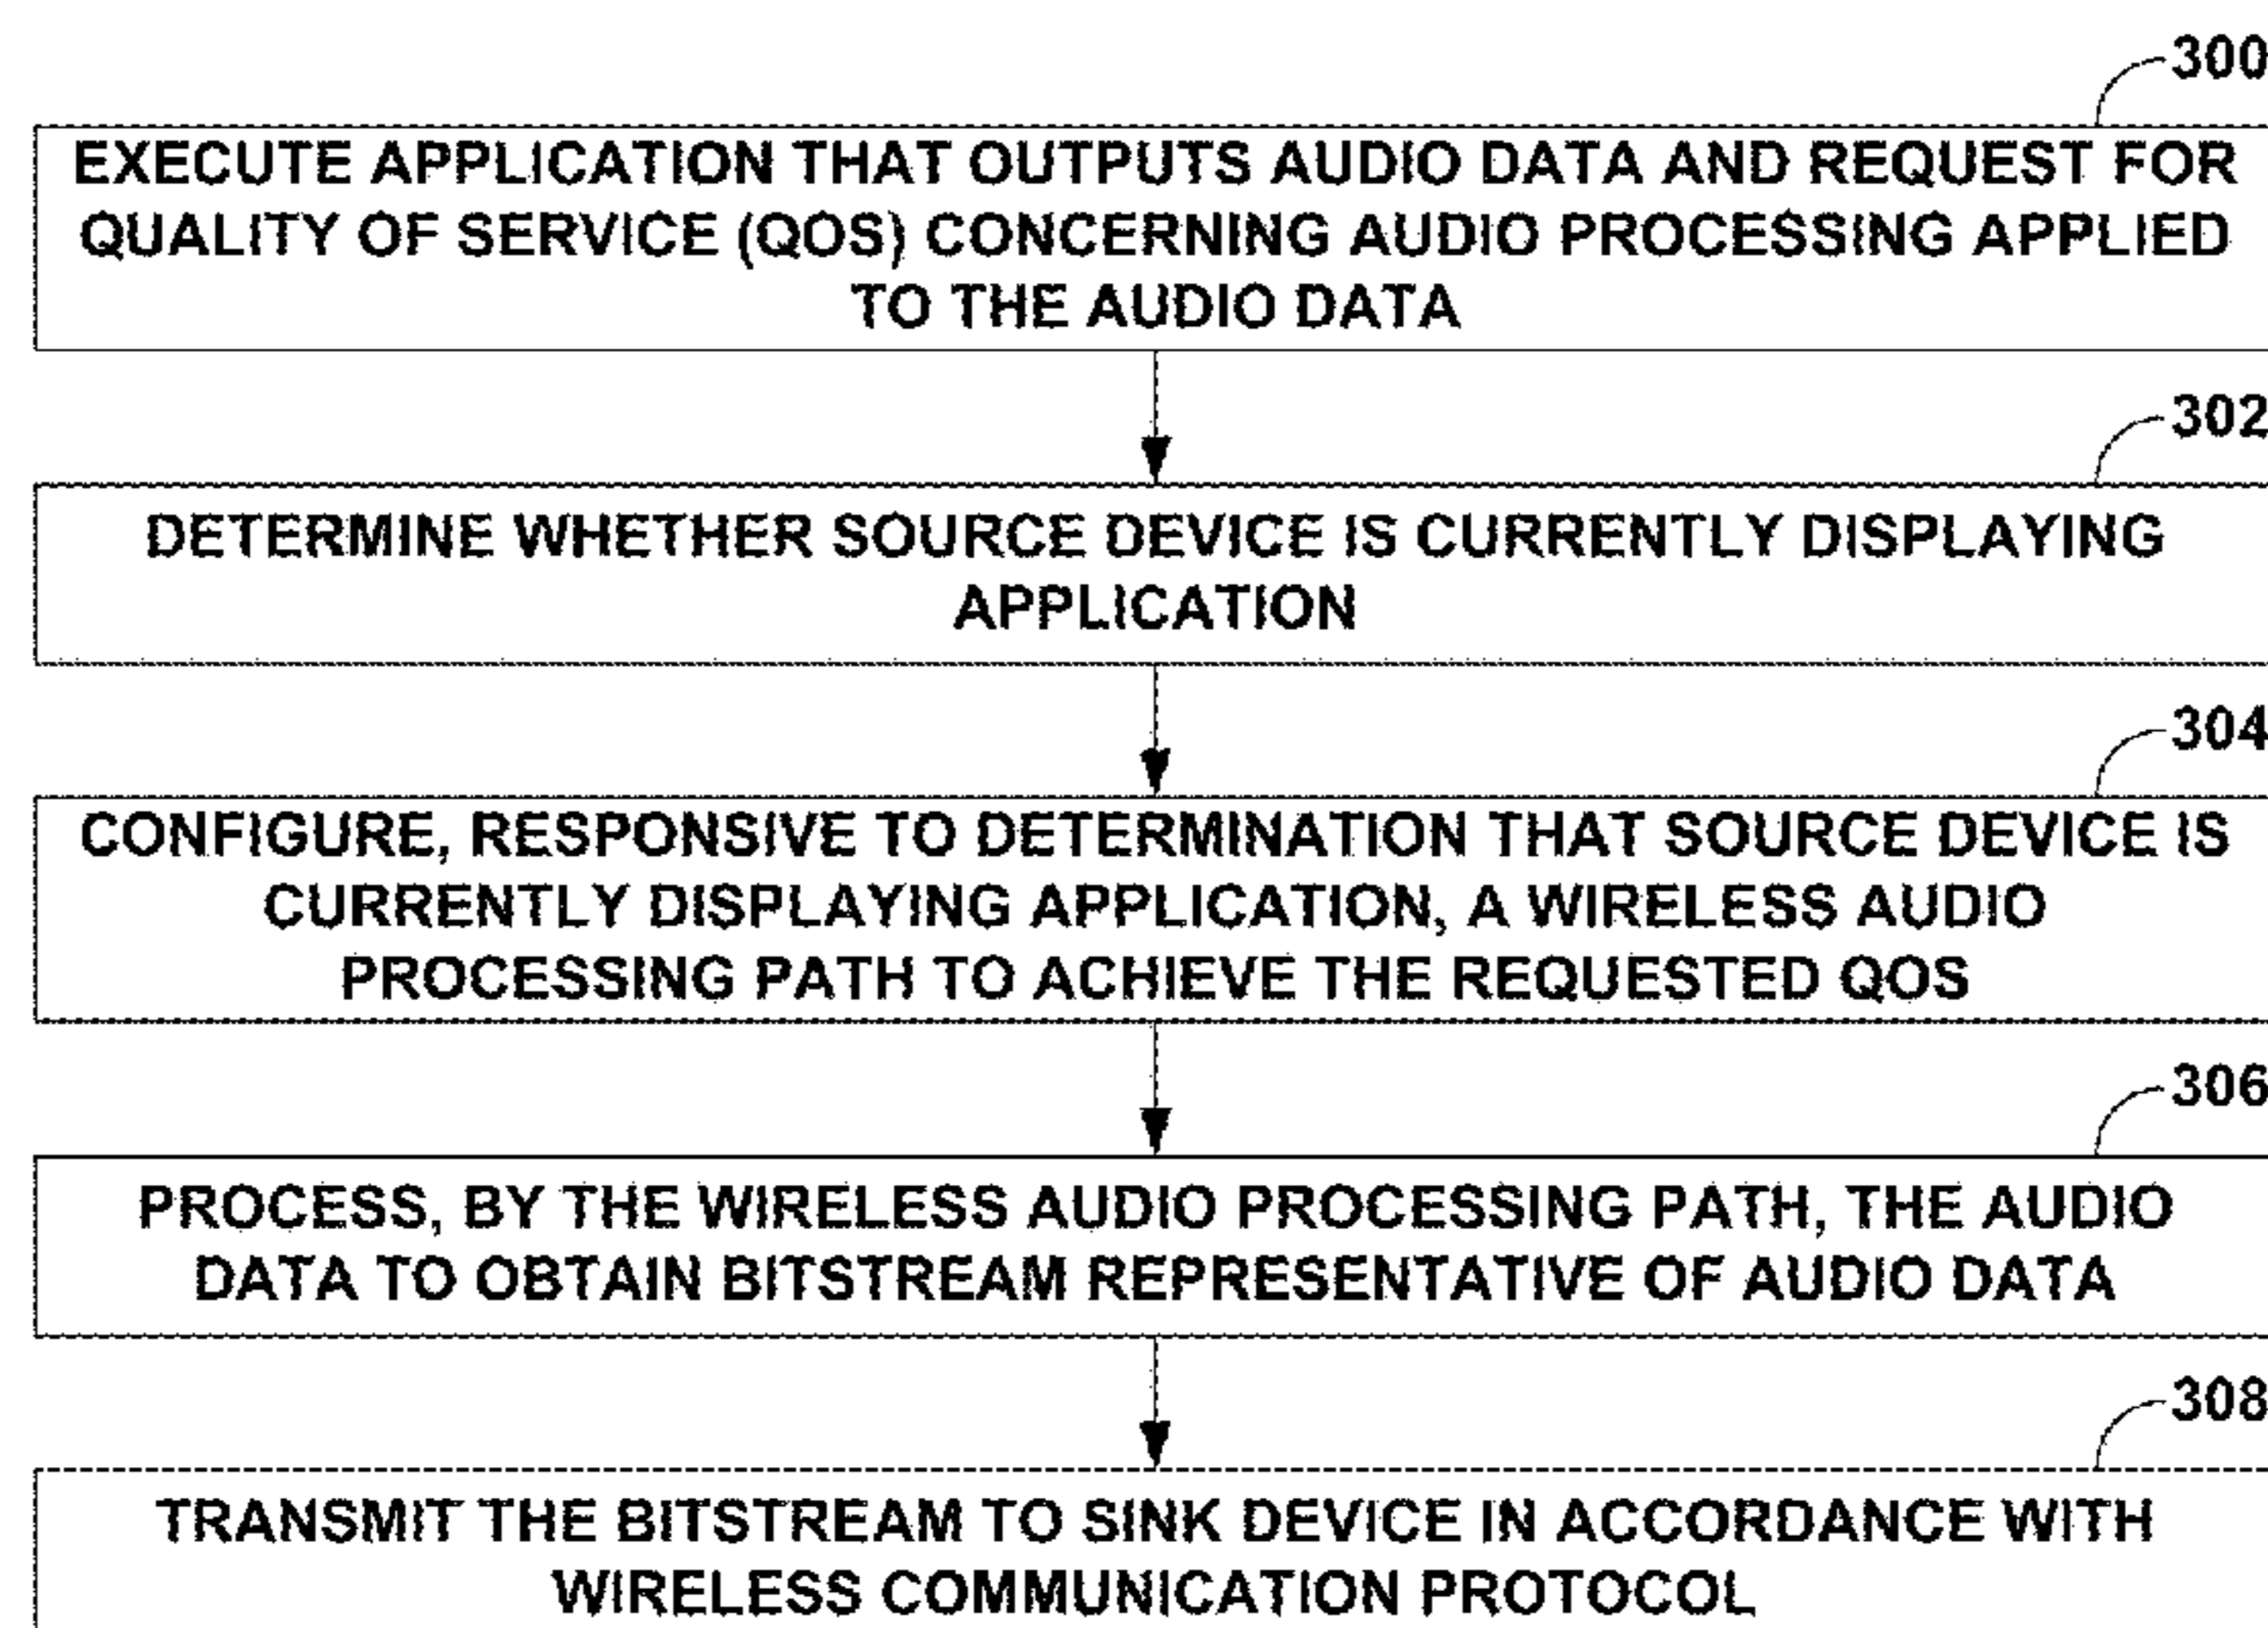 300
EXECUTE APPLICATION THAT OUTPUTS AUDIO DATA AND REQUEST FOR
QUALITY OF SERVICE (QOS) CONCERNING AUDIO PROCESSING APPLIED
TO THE AUDIO DATA
302
DETERMINE WHETHER SOURCE DEVICE IS CURRENTLY DISPLAYING
APPLICATION
304
CONFIGURE, RESPONSIVE TO DETERMINATION THAT SOURCE DEVICE IS
CURRENTLY DISPLAYING APPLICATION, A WIRELESS AUDIO
PROCESSING PATH TO ACHIEVE THE REQUESTED QOS
306
PROCESS, BY THE WIRELESS AUDIO PROCESSING PATH, THE AUDIO
DATA TO OBTAIN BITSTREAM REPRESENTATIVE OF AUDIO DATA
308
TRANSMIT THE BITSTREAM TO SINK DEVICE IN ACCORDANCE WITH
WIRELESS COMMUNICATION PROTOCOL